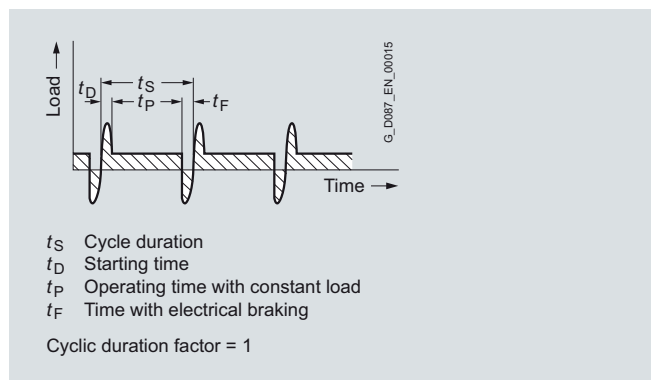 Load
tD
tS
tP
tF
G_D087_EN_00015
Time
tS Cycle duration
tD Starting time
tP Operating time with constant load
tF Time with electrical braking
Cyclic duration factor = 1